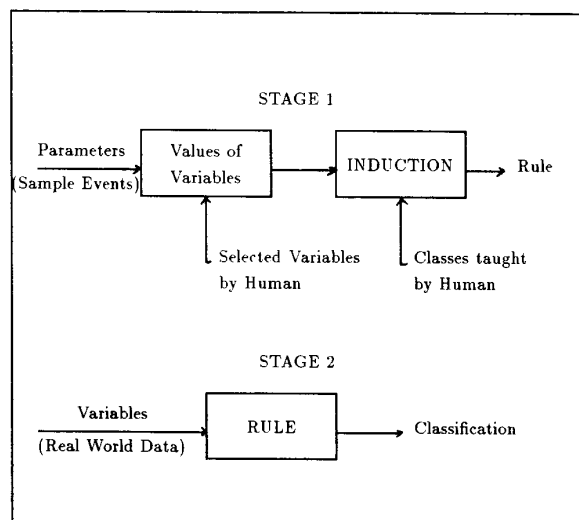 STAGE 1
Parameters
(Sample Events)
Values of
Variables
INDUCTION
Rule
Selected Variables
by Human
Classes taught
by Human
STAGE 2
Variables
(Real World Data)
RULE
Classification